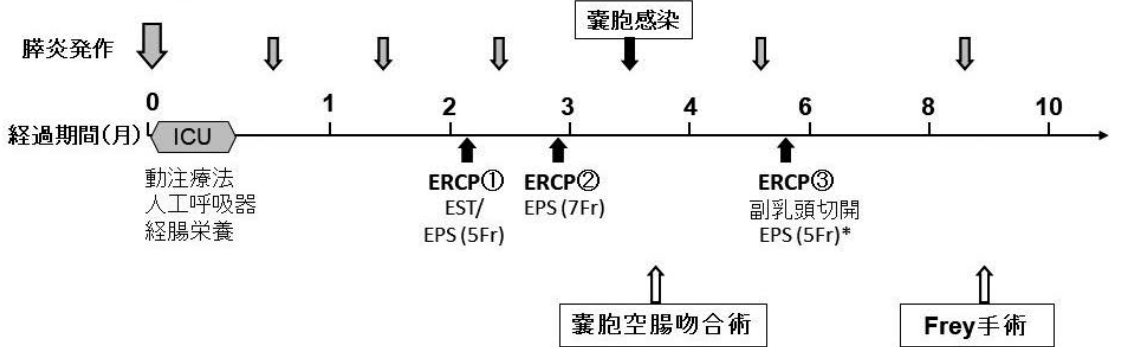 嚢胞感染
膵炎発作
0 1 2 3 4 6 8 10
経過期間(月) ICU
動注療法
人工呼吸器
経腸栄養
ERCP①
EST/
EPS(5Fr)
ERCP②
EPS(7Fr)
ERCP③
副乳頭切開
EPS(5Fr)*
嚢胞空腸吻合術
Frey手術